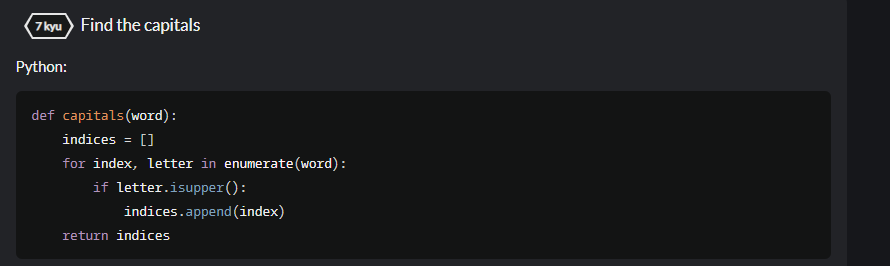 7 kyu Find the capitals
Python:
def capitals(word):
    indices = []
    for index, letter in enumerate(word):
        if letter.isupper():
            indices.append(index)
    return indices